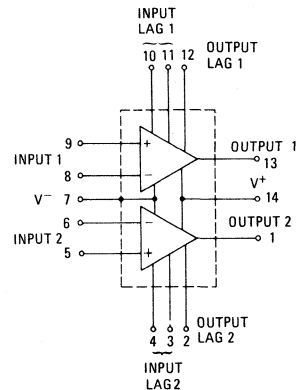 INPUT
LAG 1
10 11 12 OUTPUT
LAG 1
9 +
INPUT 1
8 −
OUTPUT 1
13
V− 7
V+
14
6 −
INPUT 2
5 +
OUTPUT 2
1
4 3 2 OUTPUT
LAG 2
INPUT
LAG2